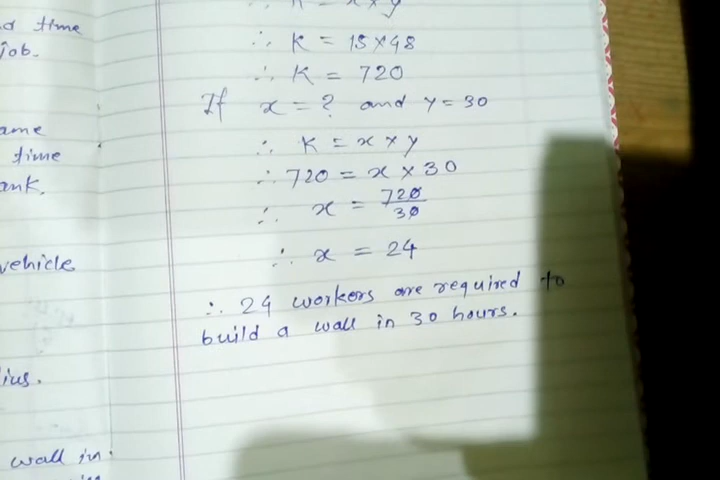 ∴ K = x × y
∴ K = 15 × 48
∴ K = 720
If x = ? and y = 30
∴ K = x × y
∴ 720 = x × 30
∴ x = 720/30
∴ x = 24
∴ 24 workers are required to
build a wall in 30 hours.
time
job.
ame
time
ank.
vehicle
ius.
wall in